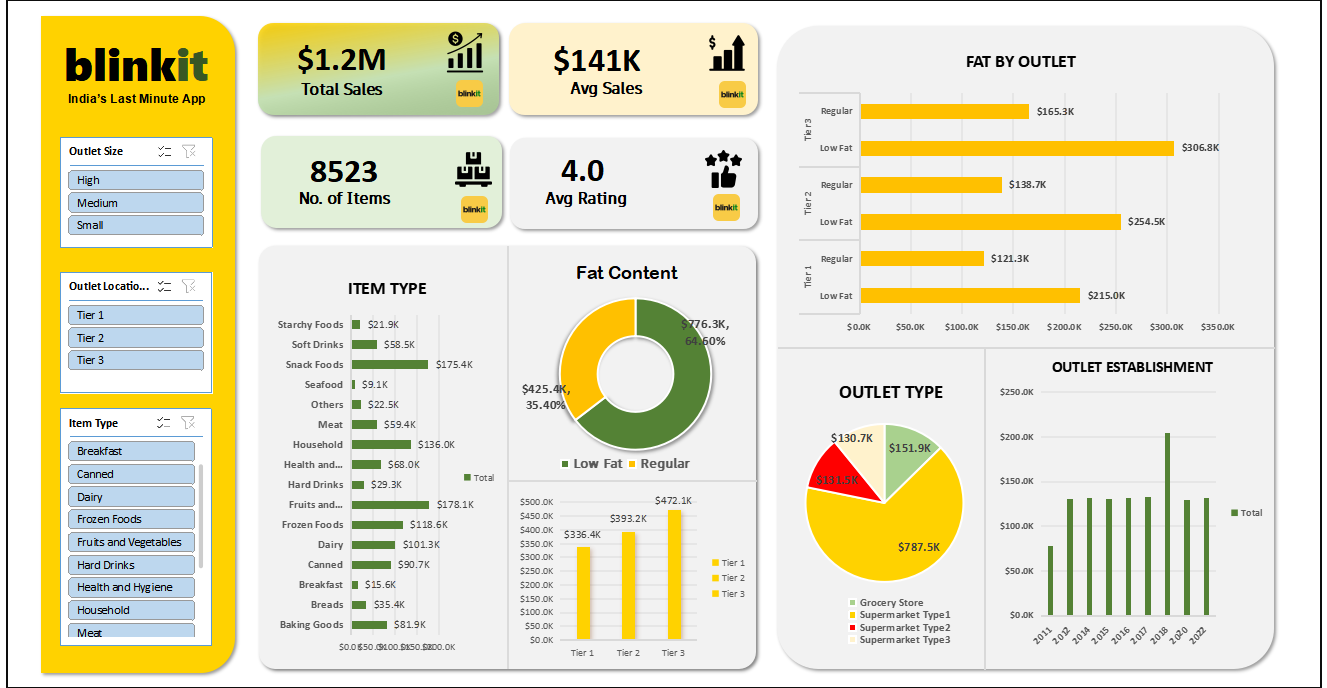 blinkit
India's Last Minute App
Outlet Size
High
Medium
Small
Outlet Locatio...
Tier 1
Tier 2
Tier 3
Item Type
Breakfast
Canned
Dairy
Frozen Foods
Fruits and Vegetables
Hard Drinks
Health and Hygiene
Household
Meat
$1.2M
Total Sales
blinkit
$141K
Avg Sales
blinkit
8523
No. of Items
blinkit
4.0
Avg Rating
blinkit
ITEM TYPE
Starchy Foods $21.9K
Soft Drinks $58.5K
Snack Foods $175.4K
Seafood $9.1K
Others $22.5K
Meat $59.4K
Household $136.0K
Health and... $68.0K
Hard Drinks $29.3K
Fruits and... $178.1K
Frozen Foods $118.6K
Dairy $101.3K
Canned $90.7K
Breakfast $15.6K
Breads $35.4K
Baking Goods $81.9K
$0.0K $50.0K $100.0K $150.0K $200.0K
Total
Fat Content
$776.3K,
64.60%
$425.4K,
35.40%
Low Fat Regular
$500.0K
$450.0K
$400.0K
$350.0K
$300.0K
$250.0K
$200.0K
$150.0K
$100.0K
$50.0K
$0.0K
$336.4K
$393.2K
$472.1K
Tier 1 Tier 2 Tier 3
Tier 1
Tier 2
Tier 3
FAT BY OUTLET
Tier 3
Regular $165.3K
Low Fat $306.8K
Tier 2
Regular $138.7K
Low Fat $254.5K
Tier 1
Regular $121.3K
Low Fat $215.0K
$0.0K $50.0K $100.0K $150.0K $200.0K $250.0K $300.0K $350.0K
OUTLET TYPE
$130.7K
$151.9K
$131.5K
$787.5K
Grocery Store
Supermarket Type1
Supermarket Type2
Supermarket Type3
OUTLET ESTABLISHMENT
$250.0K
$200.0K
$150.0K
$100.0K
$50.0K
$0.0K
2011 2012 2014 2015 2016 2017 2018 2020 2022
Total